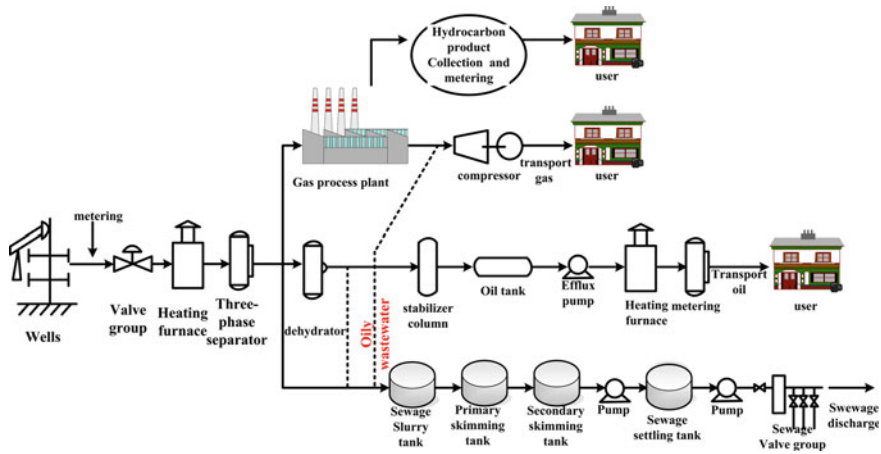 Hydrocarbon
product
Collection and
metering
user
Gas process plant
compressor
transport
gas
user
metering
Wells
Valve
group
Heating
furnace
Three-
phase
separator
dehydrator
Oily
wastewater
stabilizer
column
Oil tank
Efflux
pump
Heating
furnace
metering
Transport
oil
user
Sewage
Slurry
tank
Primary
skimming
tank
Secondary
skimming tank
Pump
Sewage
settling tank
Pump
Sewage
Valve group
Swewage
discharge